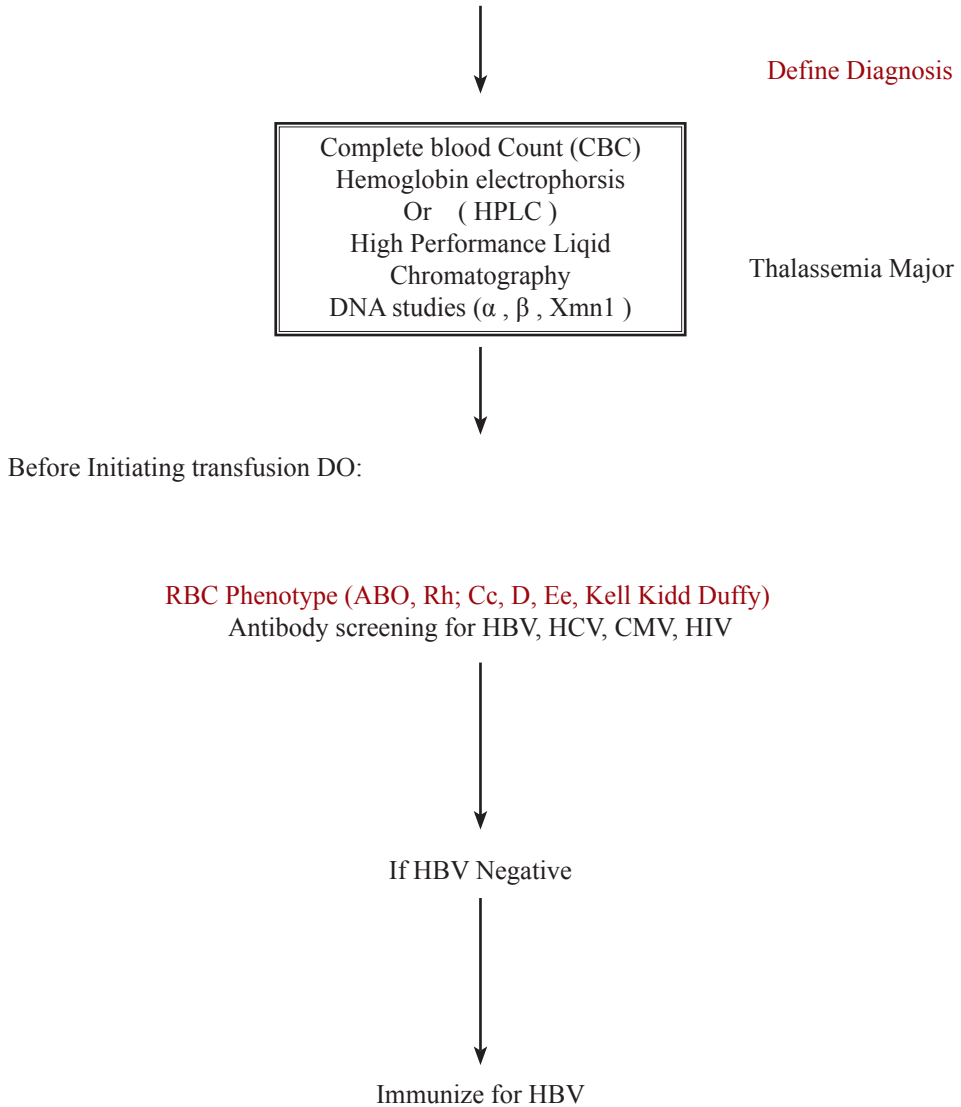 Define Diagnosis
Complete blood Count (CBC)
Hemoglobin electrophorsis
Or ( HPLC )
High Performance Liqid
Chromatography
DNA studies (α , β , Xmn1 )
Thalassemia Major
Before Initiating transfusion DO:
RBC Phenotype (ABO, Rh; Cc, D, Ee, Kell Kidd Duffy)
Antibody screening for HBV, HCV, CMV, HIV
If HBV Negative
Immunize for HBV